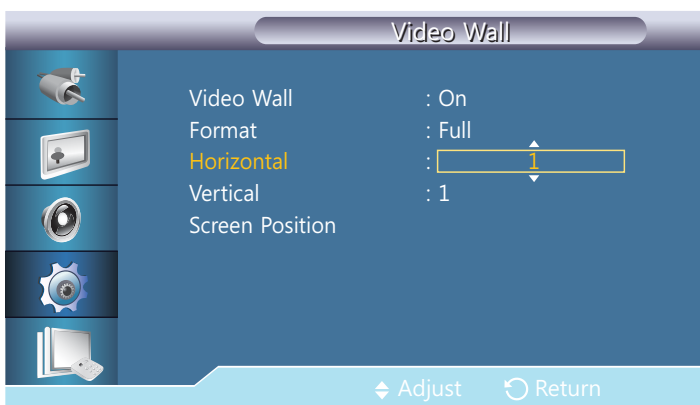 Video Wall
Video Wall : On
Format : Full
Horizontal : 1
Vertical : 1
Screen Position
Adjust Return